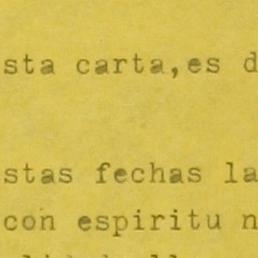 sta carta,es d
stas fechas la
con espiritu n